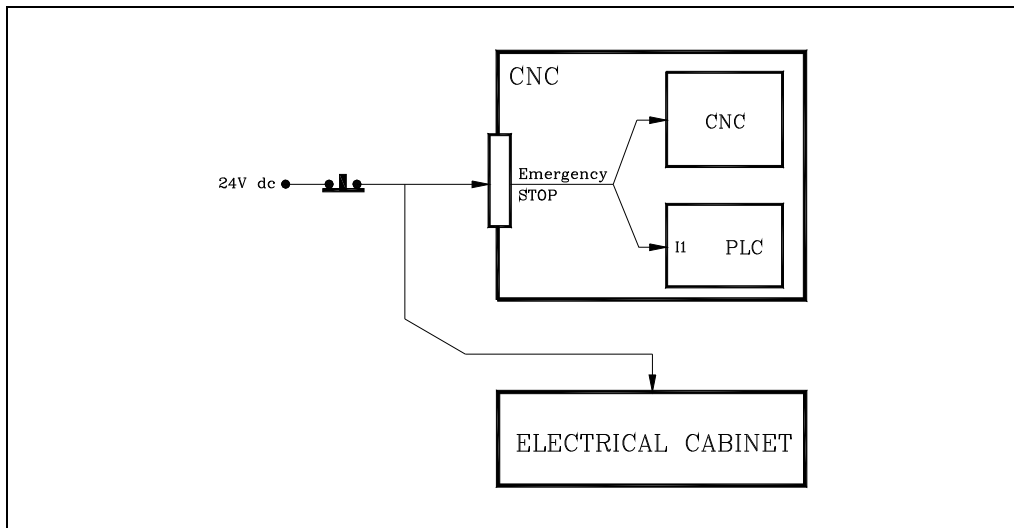 CNC
CNC
24V dc
Emergency
STOP
I1 PLC
ELECTRICAL CABINET